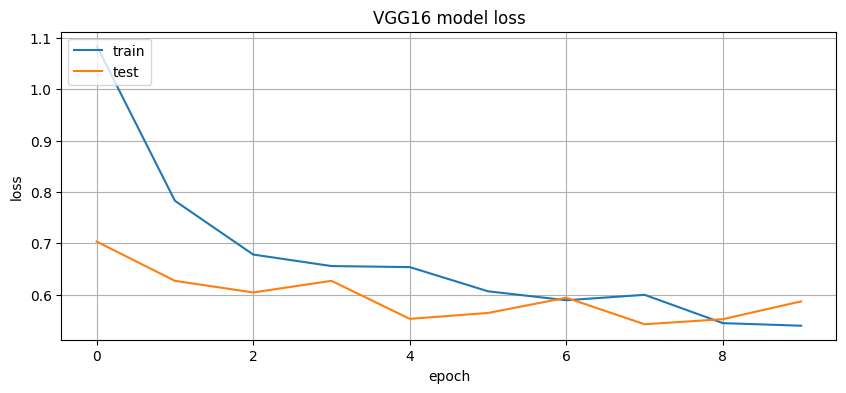 VGG16 model loss
train
test
1.1
1.0
0.9
0.8
0.7
0.6
loss
0 2 4 6 8
epoch